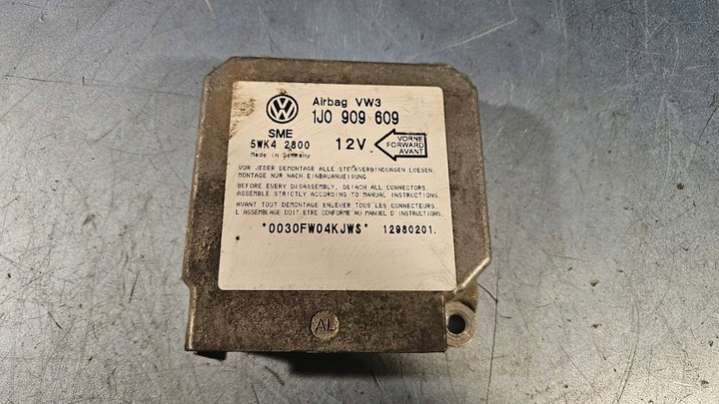 Airbag VW3
1J0 909 609
SME
5WK4 2800
Made in Germany
12V
VORNE
FORWARD
AVANT
VOR JEDER DEMONTAGE ALLE STECKVERBINDUNGEN LOESEN.
MONTAGE NUR NACH EINBAUANWEISUNG
BEFORE EVERY DISASSEMBLY, DETACH ALL CONNECTORS.
ASSEMBLE STRICTLY ACCORDING TO MANUAL INSTRUCTIONS.
AVANT TOUT DEMONTAGE ENLEVER TOUS LES CONNECTEURS.
L'ASSEMBLAGE DOIT ETRE CONFORME AU MANUEL D'INSTRUCTIONS.
*0030FW04KJW$* 12980201.
AL